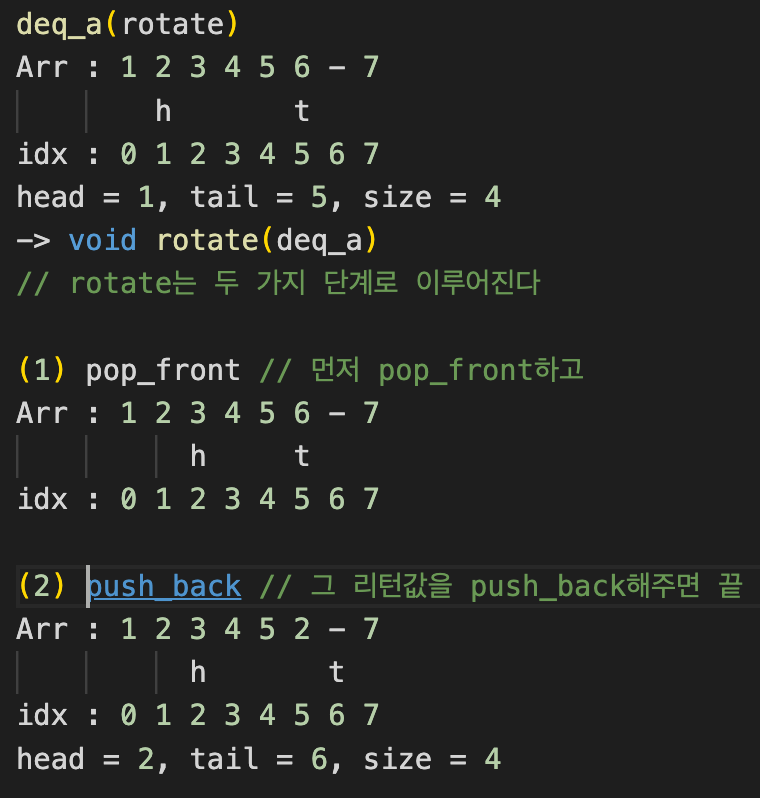 deq_a(rotate)
Arr : 1 2 3 4 5 6 - 7
h t
idx : 0 1 2 3 4 5 6 7
head = 1, tail = 5, size = 4
-> void rotate(deq_a)
// rotate는 두 가지 단계로 이루어진다
(1) pop_front // 먼저 pop_front하고
Arr : 1 2 3 4 5 6 - 7
h t
idx : 0 1 2 3 4 5 6 7
(2) push_back // 그 리턴값을 push_back해주면 끝
Arr : 1 2 3 4 5 2 - 7
h t
idx : 0 1 2 3 4 5 6 7
head = 2, tail = 6, size = 4